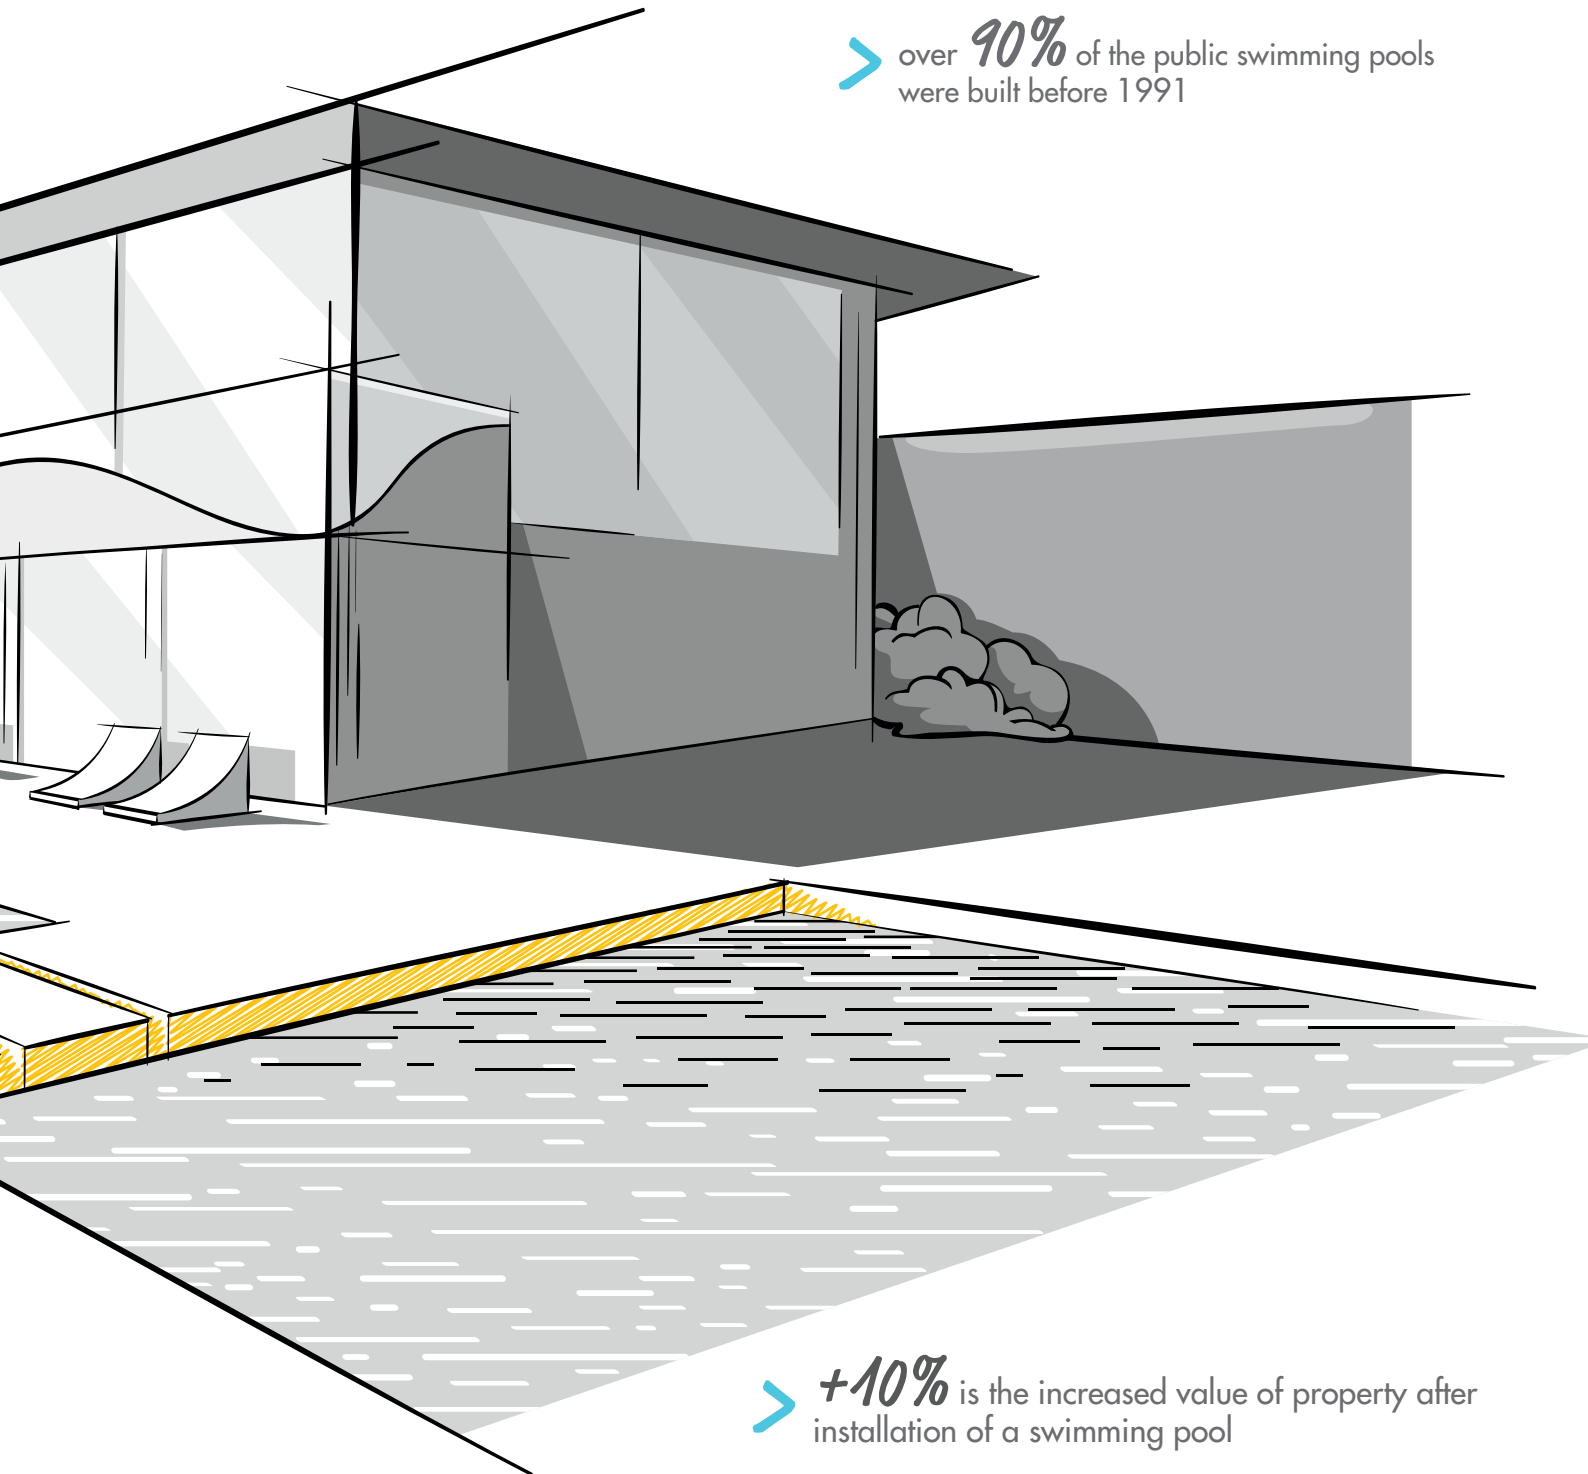 over 90% of the public swimming pools
were built before 1991
+10% is the increased value of property after
installation of a swimming pool